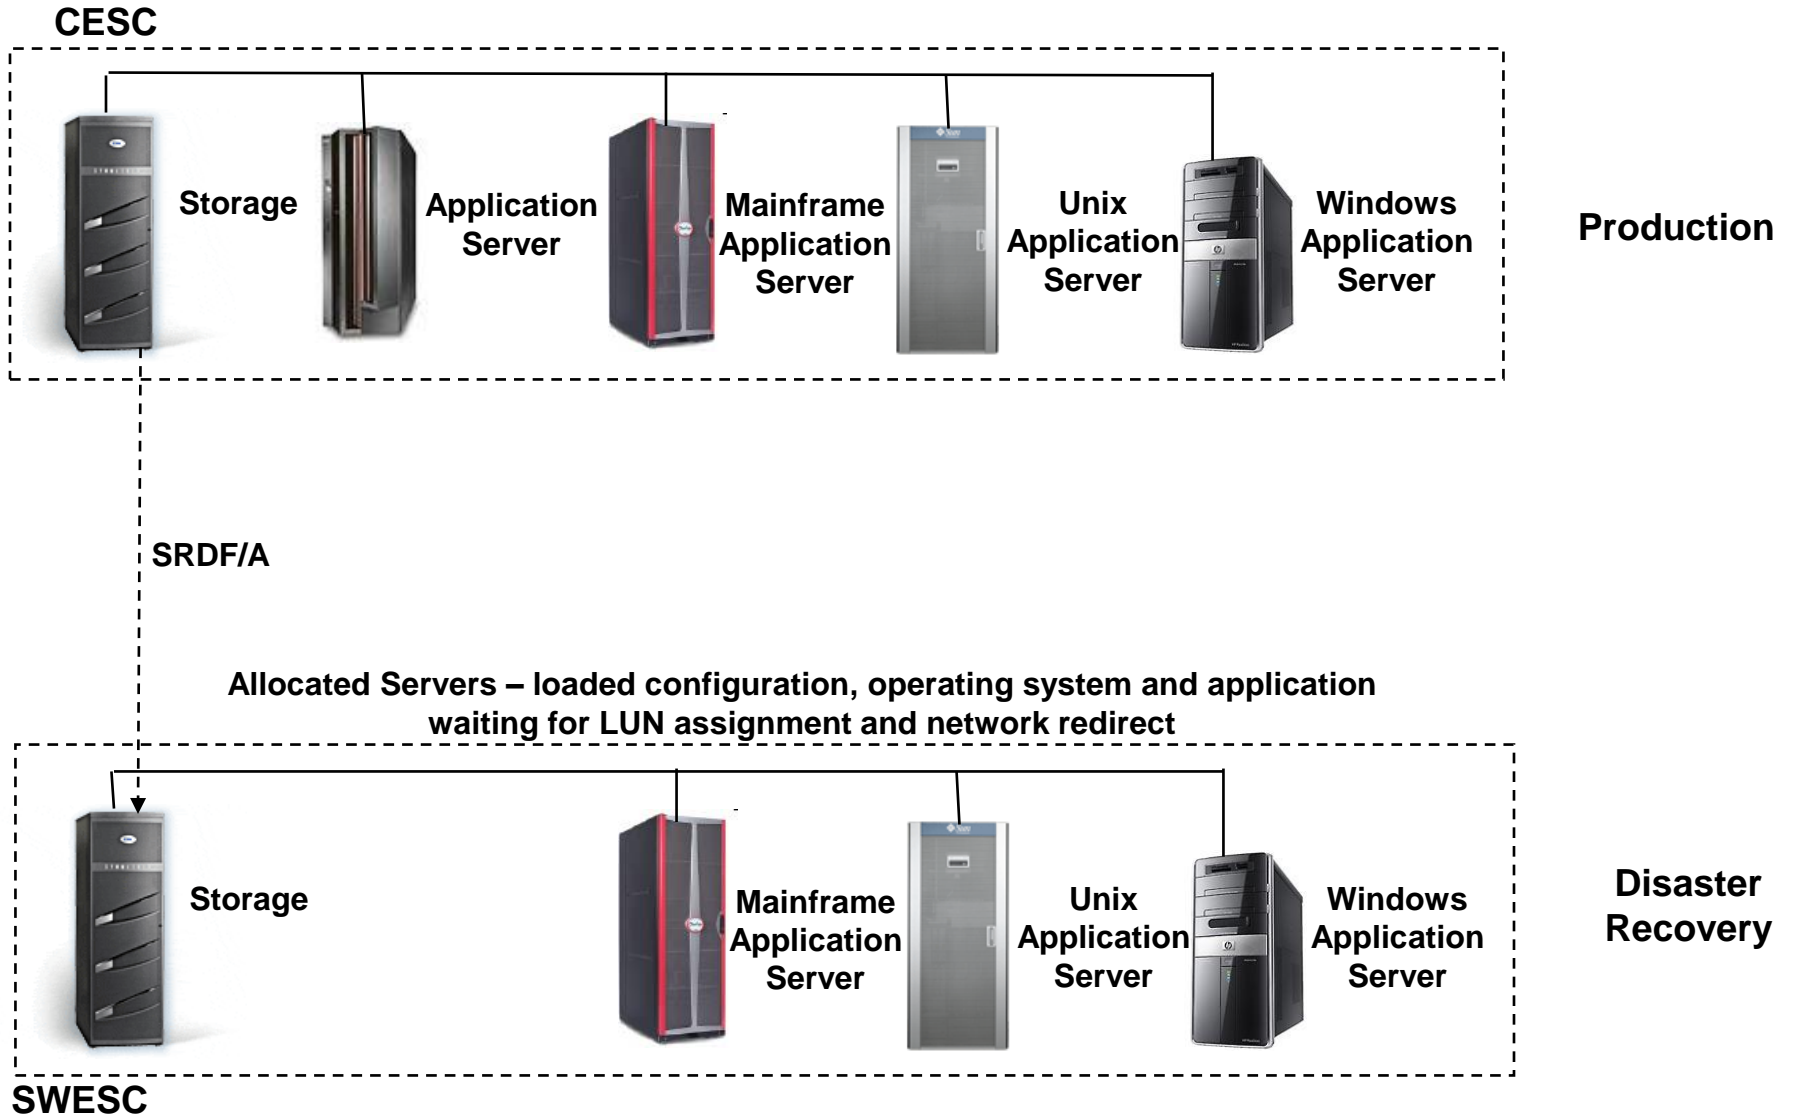 CESC
Storage
Application
Server
Mainframe
Application
Server
Unix
Application
Server
Windows
Application
Server
Production
SRDF/A
Allocated Servers – loaded configuration, operating system and application
waiting for LUN assignment and network redirect
Storage
Mainframe
Application
Server
Unix
Application
Server
Windows
Application
Server
Disaster
Recovery
SWESC